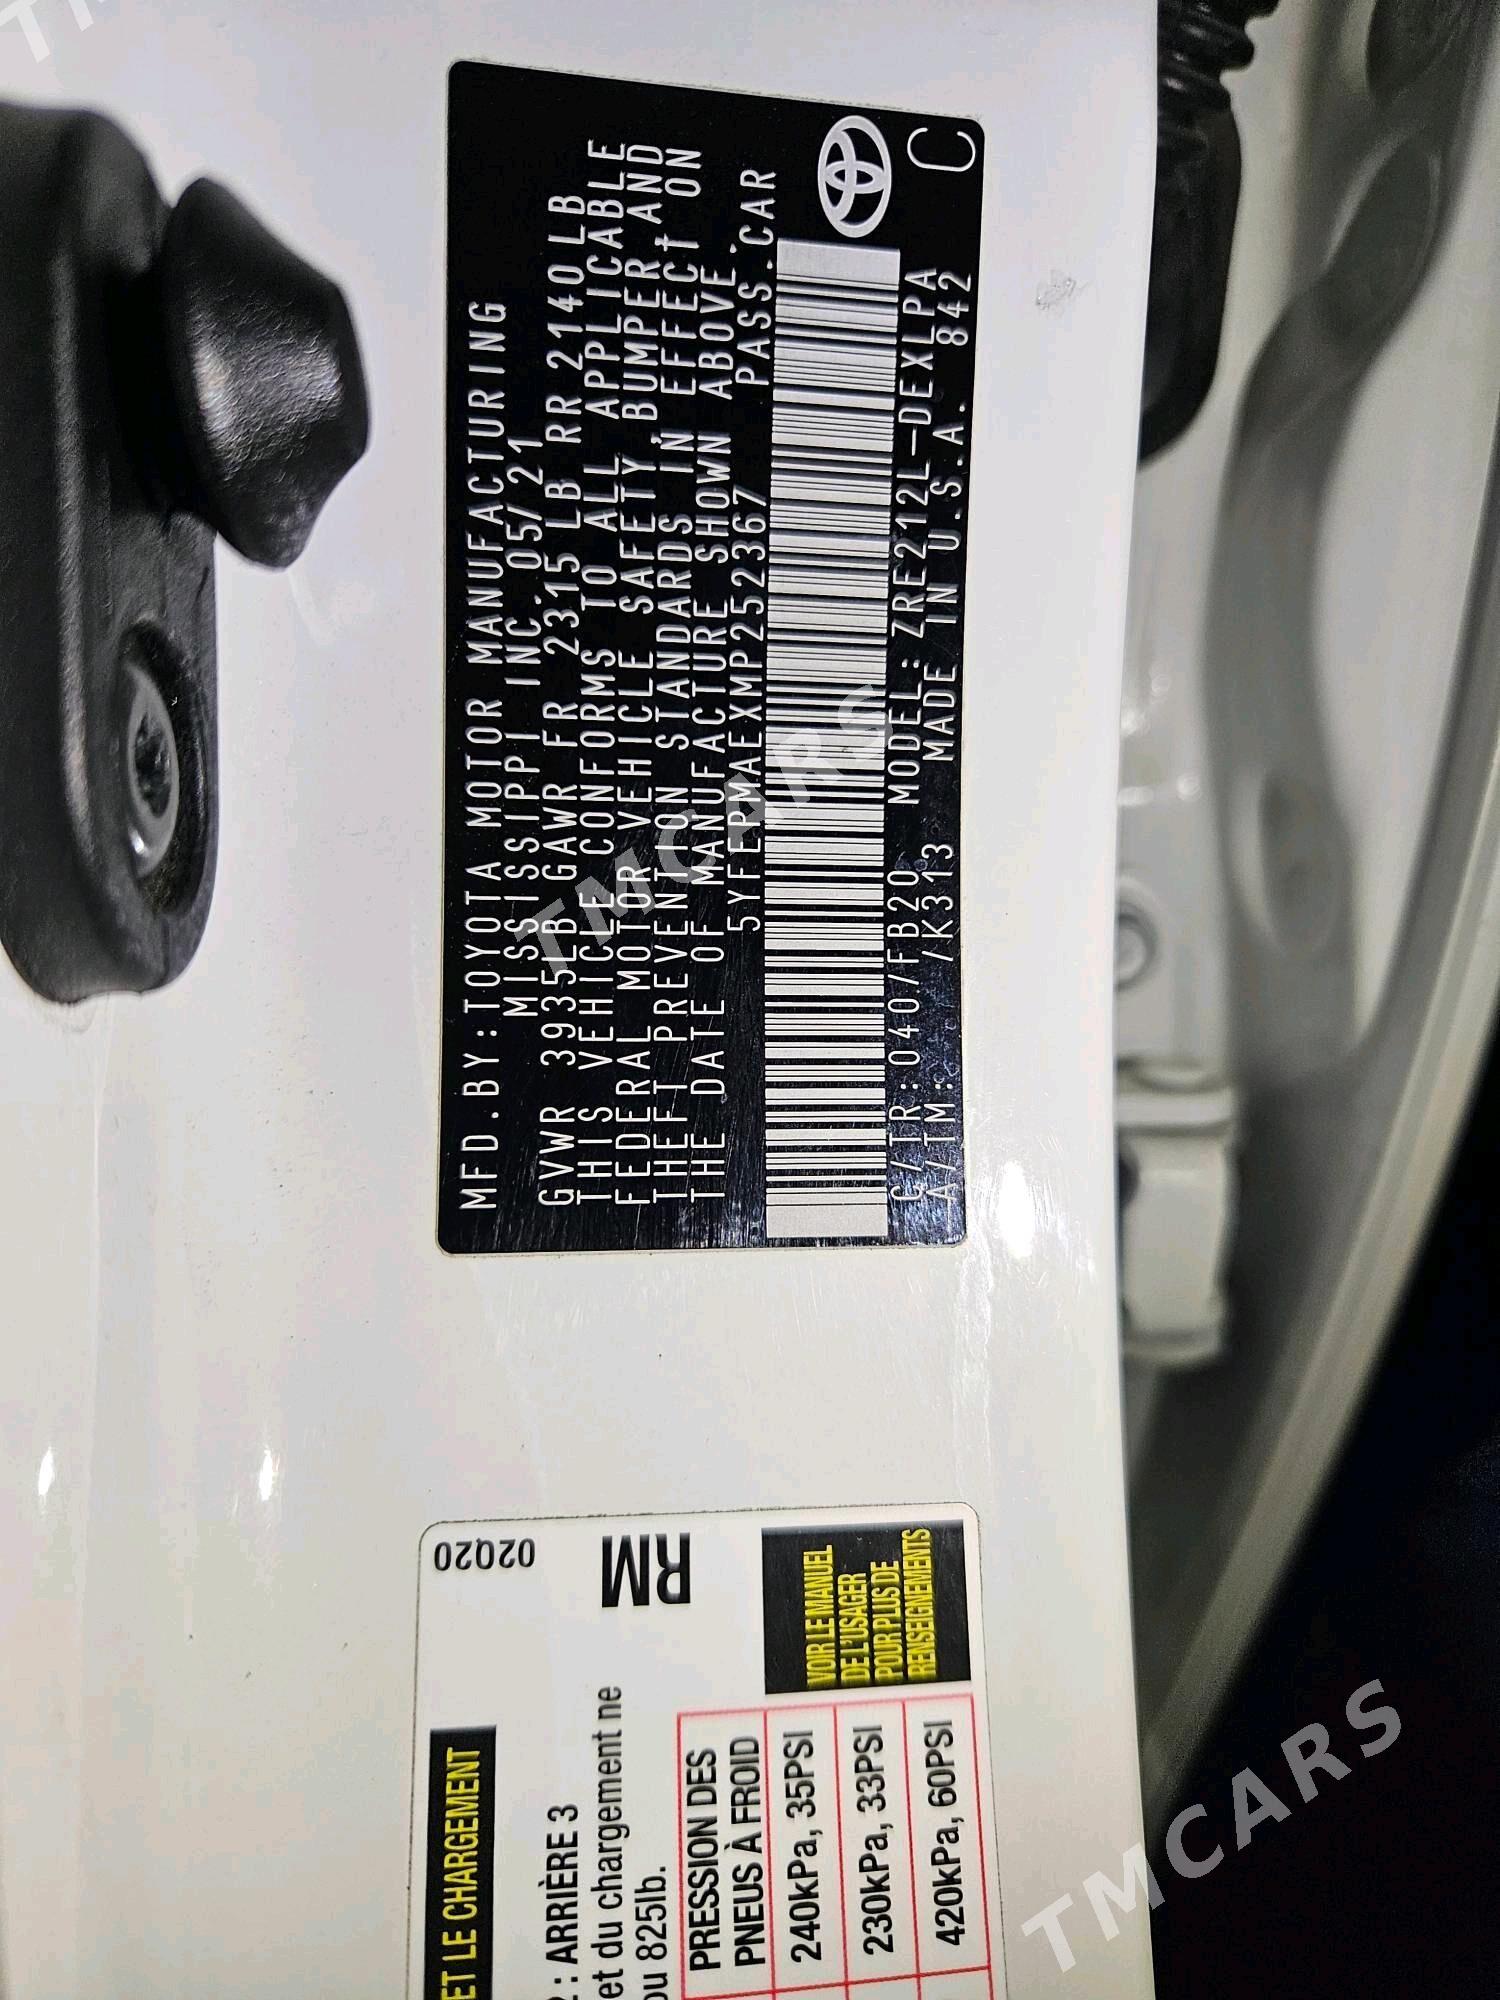 MFD.BY:TOYOTA MOTOR MANUFACTURING
MISSISSIPPI INC. 05/21
GVWR 3935LB GAWR FR 2315 LB RR 2140LB
THIS VEHICLE CONFORMS TO ALL APPLICABLE
FEDERAL MOTOR VEHICLE SAFETY, BUMPER AND
THEFT PREVENTION STANDARDS IN EFFECT ON
THE DATE OF MANUFACTURE SHOWN ABOVE.
5YFEPMAEXMP252367 PASS.CAR
C/TR:040/FB20 MODEL:ZRE212L-DEXLPA
A/TM: /K313 MADE IN U.S.A. 842
C
02Q20
RM
ET LE CHARGEMENT
: ARRIÈRE 3
et du chargement ne
ou 825lb.
PRESSION DES
PNEUS À FROID
240kPa, 35PSI
230kPa, 33PSI
420kPa, 60PSI
VOIR LE MANUEL
DE L'USAGER
POUR PLUS DE
RENSEIGNEMENTS
TMCARS
TMCARS